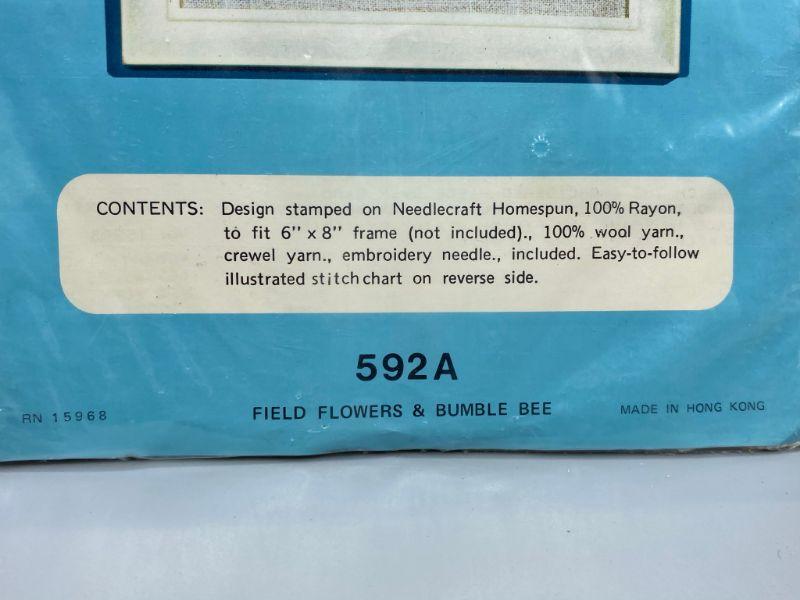 CONTENTS: Design stamped on Needlecraft Homespun, 100% Rayon,
to fit 6" x 8" frame (not included)., 100% wool yarn.,
crewel yarn., embroidery needle., included. Easy-to-follow
illustrated stitch chart on reverse side.
592A
RN 15968 FIELD FLOWERS & BUMBLE BEE MADE IN HONG KONG